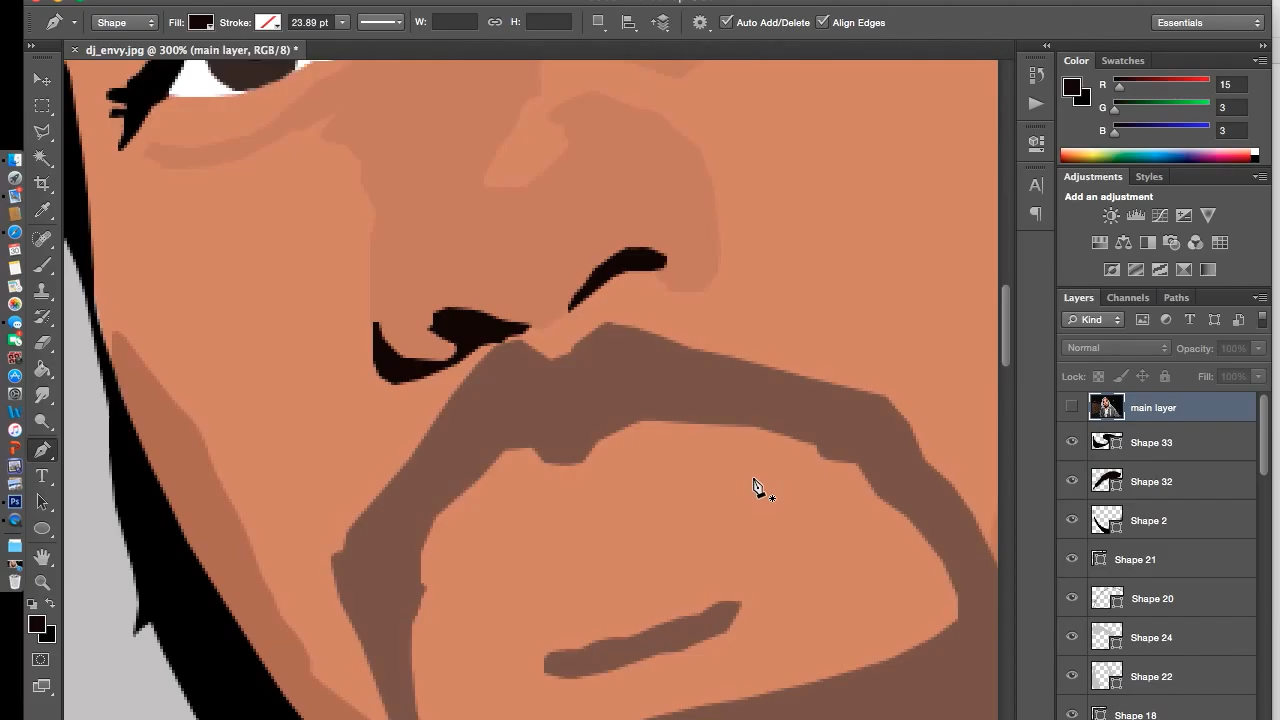 Shape
Fill:
Stroke:
23.89 pt
W:
H:
Auto Add/Delete
Align Edges
Essentials
dj_envy.jpg @ 300% (main layer, RGB/8) *
Color
Swatches
R
15
G
3
B
3
Adjustments
Styles
Add an adjustment
Layers
Channels
Paths
Kind
Normal
Opacity:
100%
Lock:
Fill:
100%
main layer
Shape 33
Shape 32
Shape 2
Shape 21
Shape 20
Shape 24
Shape 22
Shape 18